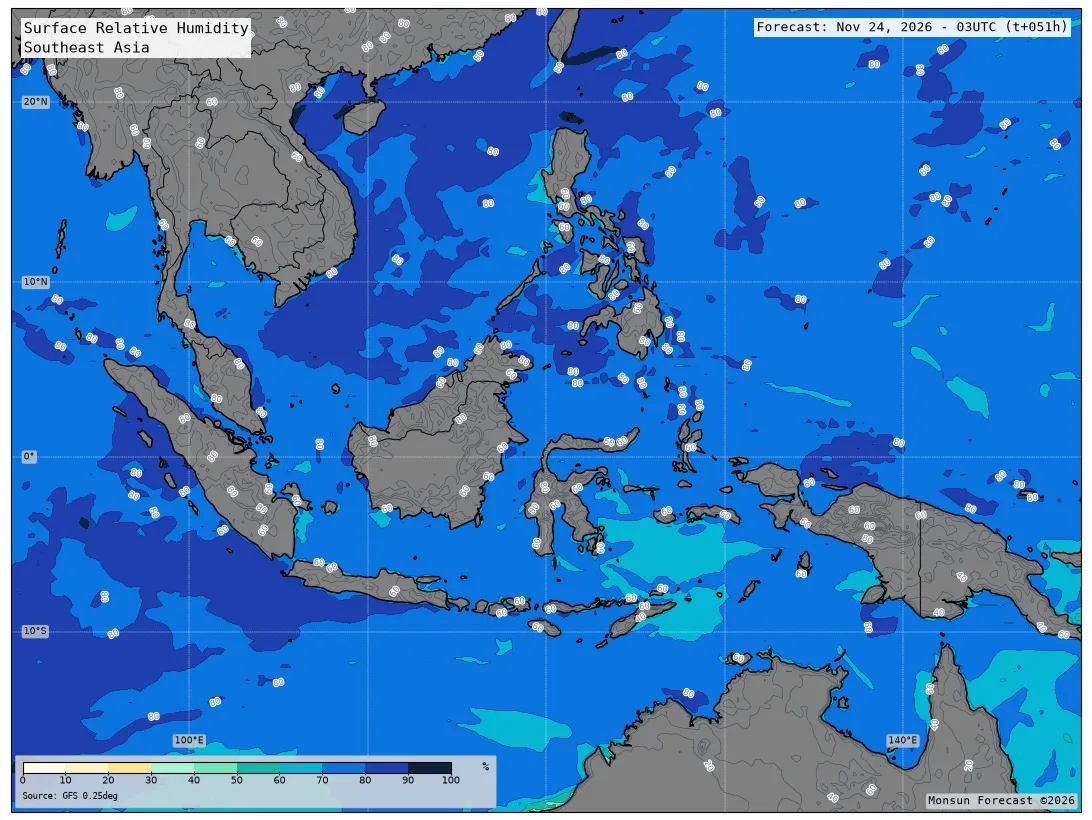 Surface Relative Humidity
Southeast Asia
Forecast: Nov 24, 2026 - 03UTC (t+051h)
20°N
10°N
0°
10°S
100°E
140°E
0 10 20 30 40 50 60 70 80 90 100
%
Source: GFS 0.25deg
Monsun Forecast ©2026